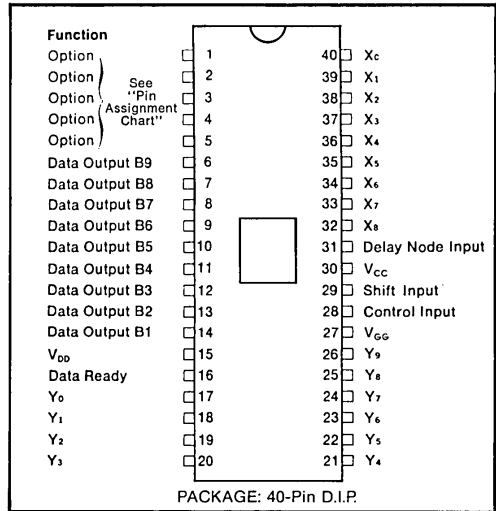 Function
Option 1 40 Xc
Option 2 39 X1
Option 3 38 X2
Option 4 37 X3
Option 5 36 X4
See
"Pin
Assignment
Chart"
Data Output B9 6 35 X5
Data Output B8 7 34 X6
Data Output B7 8 33 X7
Data Output B6 9 32 X8
Data Output B5 10 31 Delay Node Input
Data Output B4 11 30 VCC
Data Output B3 12 29 Shift Input
Data Output B2 13 28 Control Input
Data Output B1 14 27 VGG
VDD 15 26 Y9
Data Ready 16 25 Y8
Y0 17 24 Y7
Y1 18 23 Y6
Y2 19 22 Y5
Y3 20 21 Y4
PACKAGE: 40-Pin D.I.P.